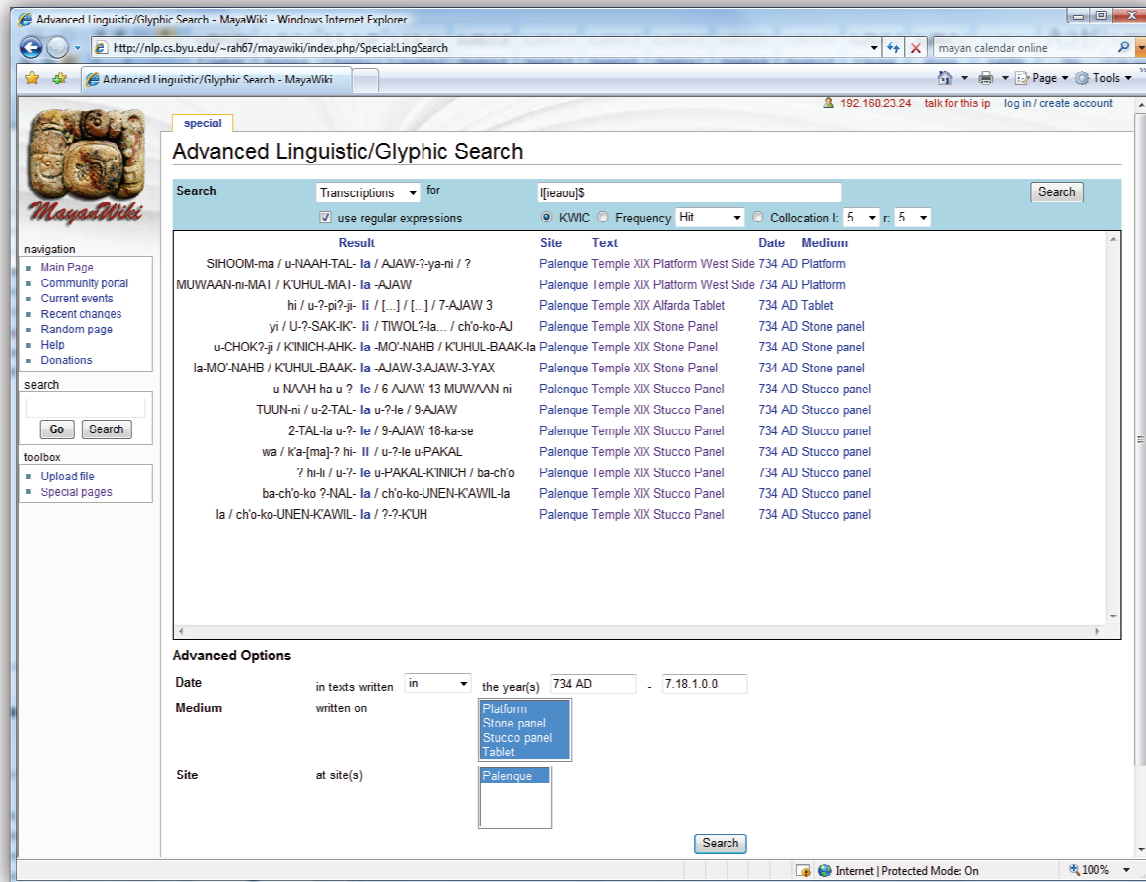 Advanced Linguistic/Glyphic Search - MayaWiki - Windows Internet Explorer
http://nlp.cs.byu.edu/~rah67/mayawiki/index.php/Special:LingSearch
mayan calendar online
Advanced Linguistic/Glyphic Search - MayaWiki
Page Tools
192.168.23.24 talk for this ip log in / create account
special
Advanced Linguistic/Glyphic Search
Search Transcriptions for l[ieaou]$ Search
use regular expressions KWIC Frequency Hit Collocation l: 5 r: 5
MayanWiki
navigation
Main Page
Community portal
Current events
Recent changes
Random page
Help
Donations
search
Go Search
toolbox
Upload file
Special pages
Result Site Text Date Medium
SIHOOM-ma / u-NAAH-TAL- la / AJAW-?-ya-ni / ? Palenque Temple XIX Platform West Side 734 AD Platform
MUWAAN-ni-MAT / K'UHUL-MAT- la -AJAW Palenque Temple XIX Platform West Side 734 AD Platform
hi / u-?-pi?-ji- li / [...] / [..] / 7-AJAW 3 Palenque Temple XIX Alfarda Tablet 734 AD Tablet
yi / U-?-SAK-IK'- li / TIWOL?-la... / ch'o-ko-AJ Palenque Temple XIX Stone Panel 734 AD Stone panel
u-CHOK?-ji / K'INICH-AHK- la -MO'-NAHB / K'UHUL-BAAK-la Palenque Temple XIX Stone Panel 734 AD Stone panel
la-MO'-NAHB / K'UHUL-BAAK- la -AJAW-3-AJAW-3-YAX Palenque Temple XIX Stone Panel 734 AD Stone panel
u NAAH ha u ? le / 6 AJAW 13 MUWAAN ni Palenque Temple XIX Stucco Panel 734 AD Stucco panel
TUUN-ni / u-2-TAL- la u-?-le / 9-AJAW Palenque Temple XIX Stucco Panel 734 AD Stucco panel
2-TAL-la u-?- le / 9-AJAW 18-ka-se Palenque Temple XIX Stucco Panel 734 AD Stucco panel
wa / k'a-[ma]-? hi- li / u-?-le u-PAKAL Palenque Temple XIX Stucco Panel 734 AD Stucco panel
? hi-li / u-?- le u-PAKAL-K'INICH / ba-ch'o Palenque Temple XIX Stucco Panel 734 AD Stucco panel
ba-ch'o-ko ?-NAL- la / ch'o-ko-UNEN-K'AWIL-la Palenque Temple XIX Stucco Panel 734 AD Stucco panel
la / ch'o-ko-UNEN-K'AWIL- la / ?-?-K'UH Palenque Temple XIX Stucco Panel 734 AD Stucco panel
Advanced Options
Date in texts written in the year(s) 734 AD - 7.18.1.0.0
Medium written on Platform
Stone panel
Stucco panel
Tablet
Site at site(s) Palenque
Search
Internet | Protected Mode: On 100%